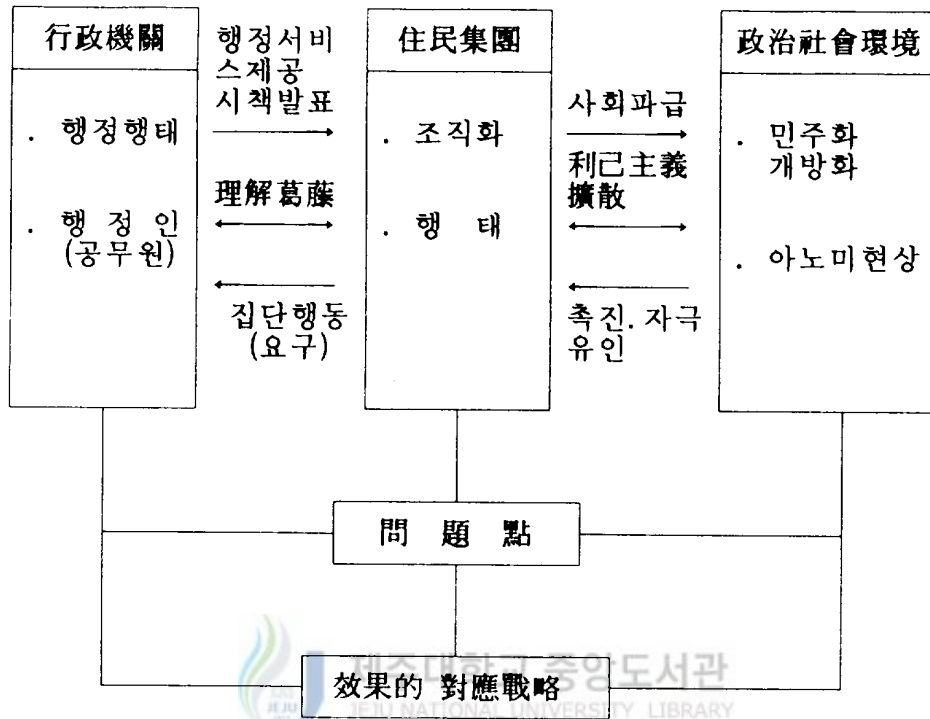 行政機關
. 행정행태
. 행 정 인
(공무원)
행정서비
스제공
시책발표
理解葛藤
집단행동
(요구)
住民集團
. 조직화
. 행 태
사회파급
利己主義
擴散
촉진. 자극
유인
政治社會環境
. 민주화
개방화
. 아노미현상
問 題 點
效果的 對應戰略
제주대학교 중앙도서관
JEJU NATIONAL UNIVERSITY LIBRARY
JEJU